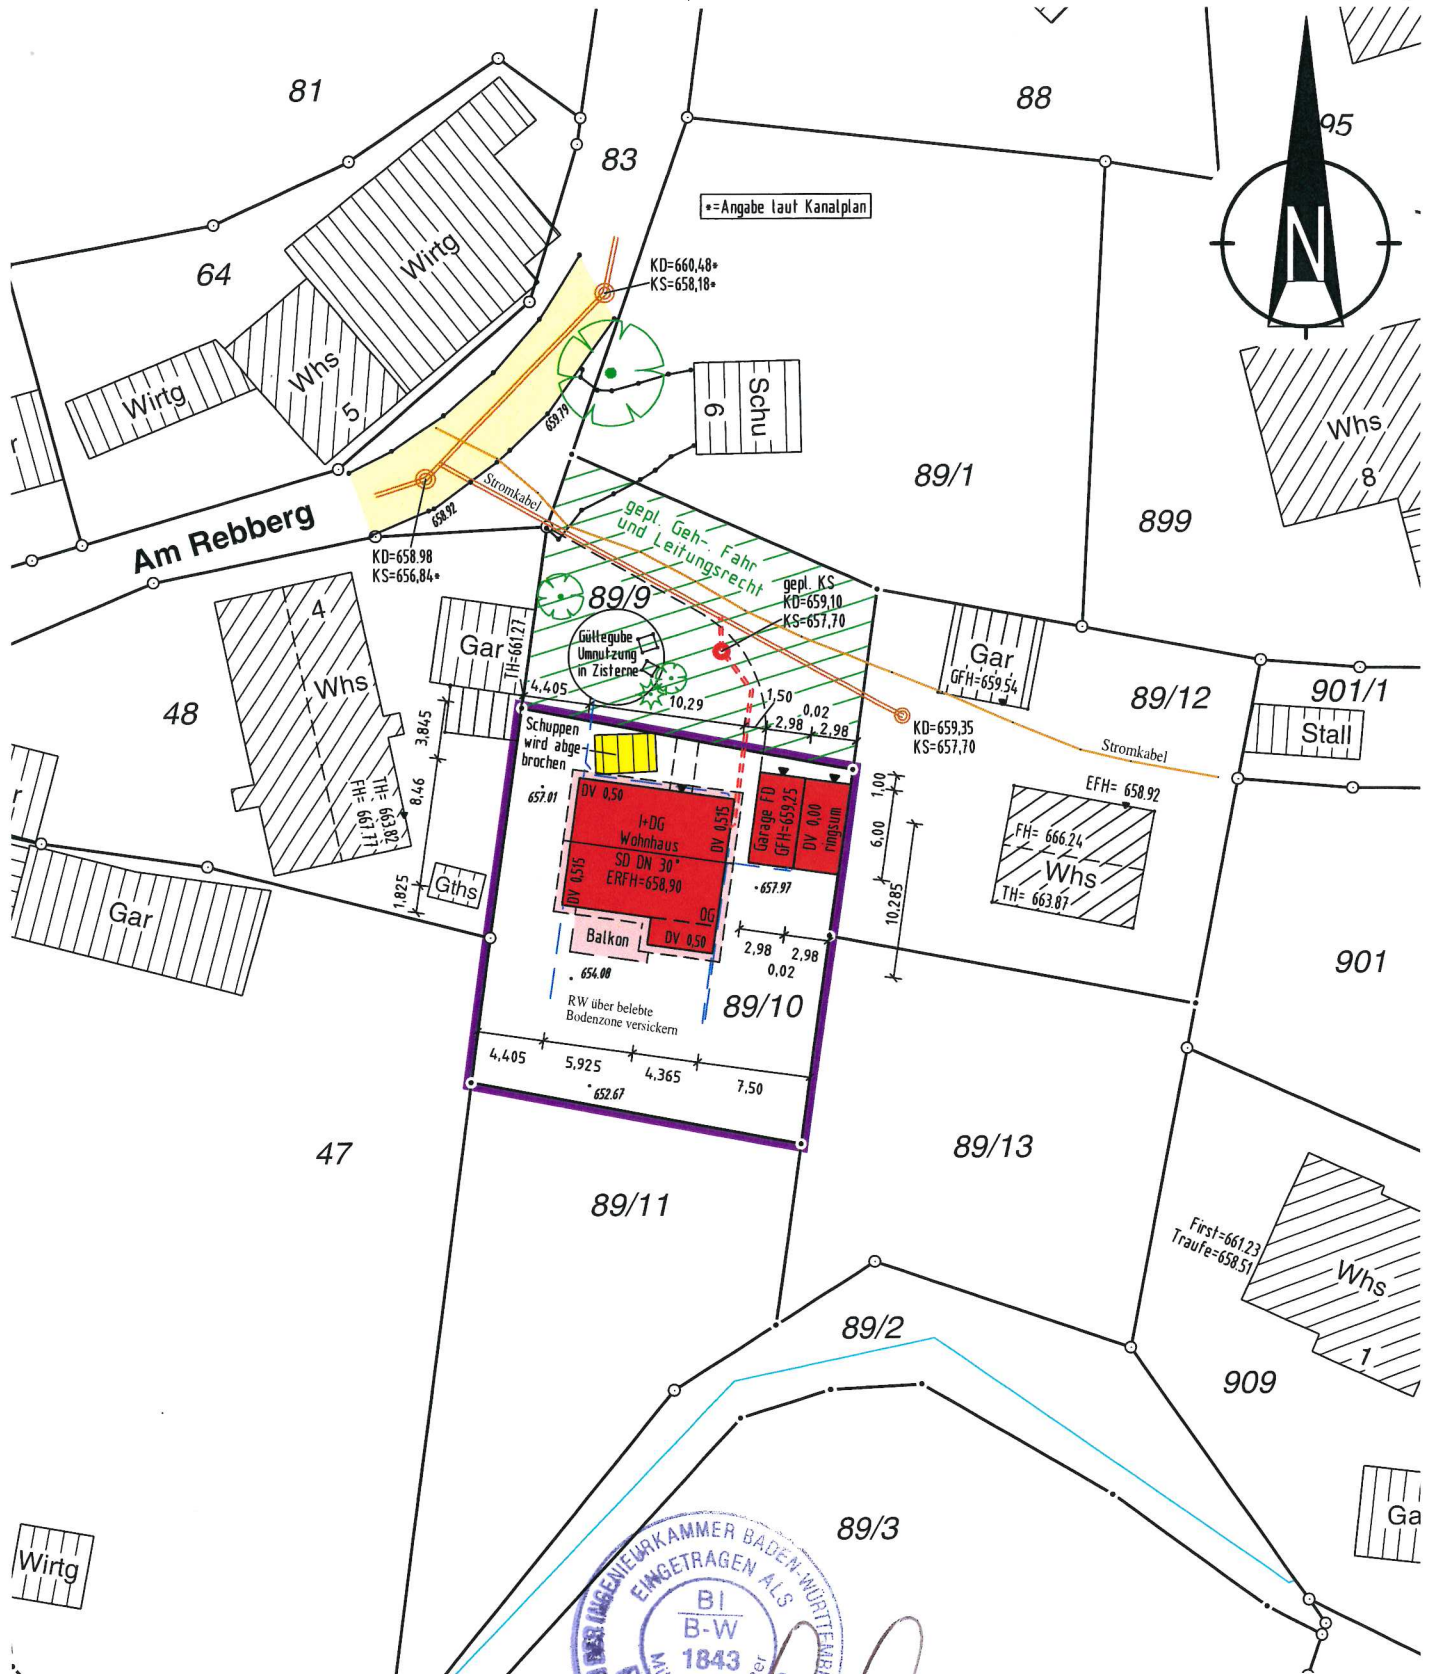 81
88
95
83
*=Angabe laut Kanalplan
64
Wirtg
N
KD=660,48*
KS=658,18*
Whs
5
Wirtg
Schu
6
659.79
Whs
8
89/1
899
Stromkabel
658.92
gepl. Geh-, Fahr
und Leitungsrecht
Am Rebberg
KD=658.98
KS=656,84*
gepl. KS
KD=659,10
KS=657,70
89/9
4
Whs
Gar
TH=661.27
Güllegube
Umnutzung
in Zisterne
Gar
GFH=659.54
89/12
901/1
Stall
48
4,405
10,29
1,50
0,02
2,98
2,98
KD=659,35
KS=657,70
Stromkabel
3,845
Schuppen
wird abge-
brochen
8,46
TH= 663.82
FH= 667.77
657.01
DV 0,50
I+DG
Wohnhaus
SD DN 30°
ERFH=658,90
DV 0,515
DV 0,515
DG
DV 0,50
Balkon
Garage FD
GFH=659,25
DV 0,00
ringsum
1,00
6,00
10,285
EFH= 658.92
FH= 666.24
Whs
TH= 663.87
1,825
Gths
657.97
Gar
2,98
2,98
0,02
901
654.08
RW über belebte
Bodenzone versickern
89/10
4,405
5,925
4,365
7,50
652.67
47
89/13
89/11
First=661.23
Traufe=658.51
Whs
1
89/2
909
89/3
Ga
Wirtg
INGENIEURKAMMER BADEN-WÜRTTEMB
EINGETRAGEN ALS
BI
B-W
1843